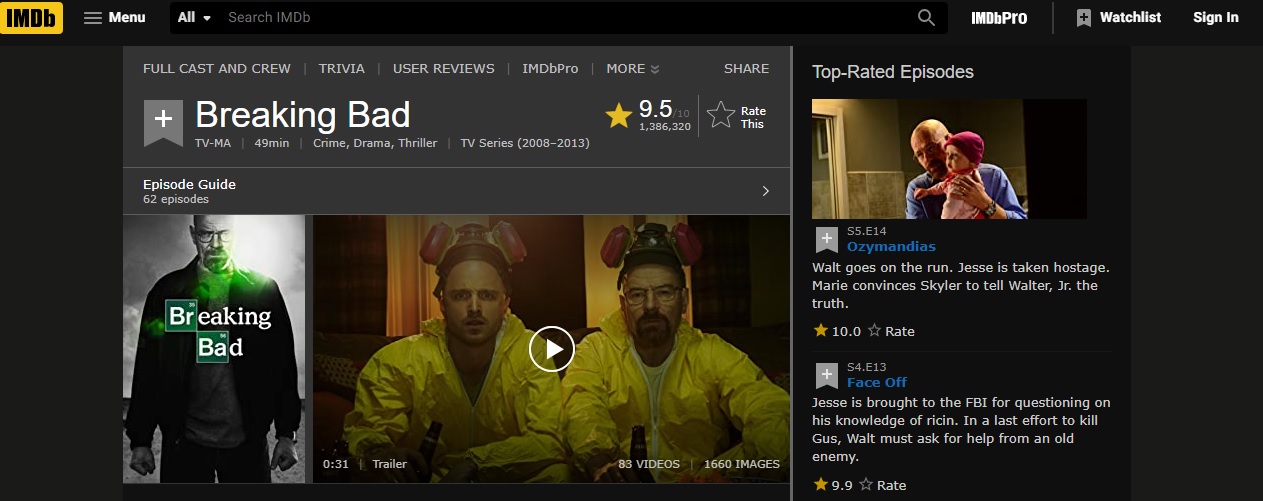 IMDb
Menu
All
Search IMDb
IMDbPro
Watchlist
Sign In
FULL CAST AND CREW | TRIVIA | USER REVIEWS | IMDbPro | MORE
SHARE
Breaking Bad
9.5/10
1,386,320
Rate
This
TV-MA | 49min | Crime, Drama, Thriller | TV Series (2008–2013)
Episode Guide
62 episodes
35
Breaking
56
Bad
0:31 | Trailer
83 VIDEOS | 1660 IMAGES
Top-Rated Episodes
S5.E14
Ozymandias
Walt goes on the run. Jesse is taken hostage.
Marie convinces Skyler to tell Walter, Jr. the
truth.
10.0 Rate
S4.E13
Face Off
Jesse is brought to the FBI for questioning on
his knowledge of ricin. In a last effort to kill
Gus, Walt must ask for help from an old
enemy.
9.9 Rate